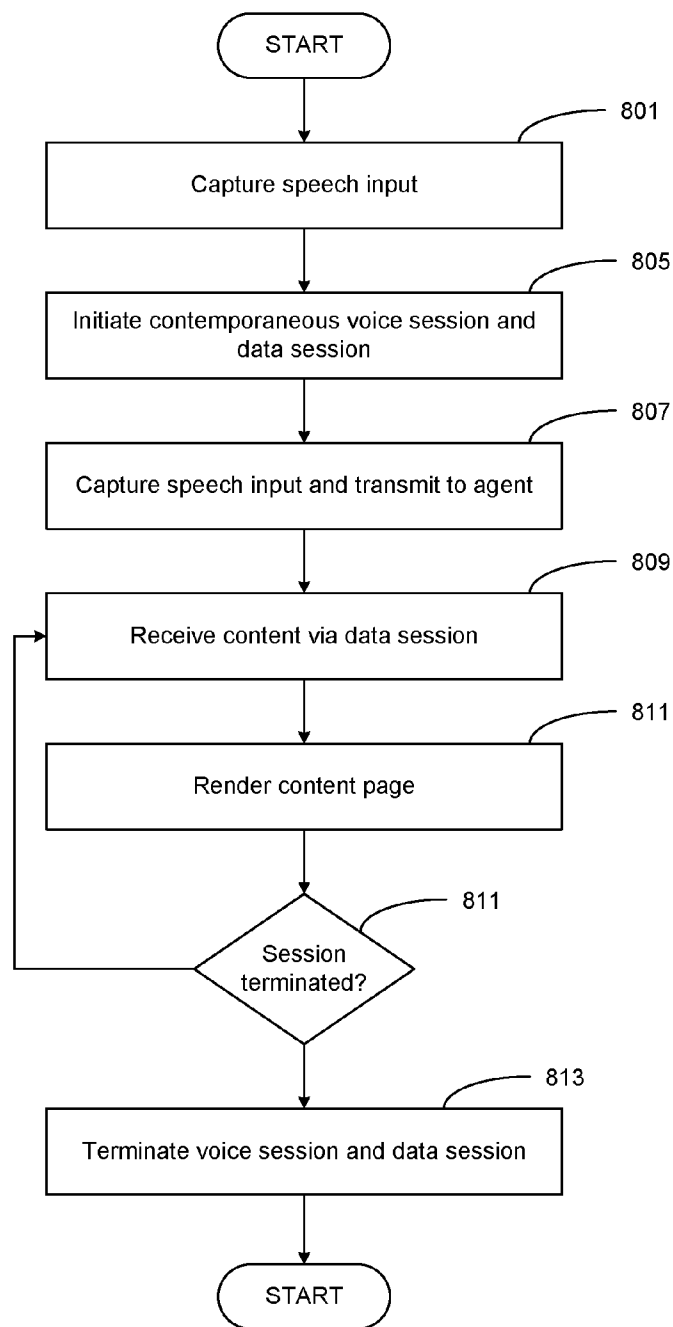 START
801
Capture speech input
805
Initiate contemporaneous voice session and
data session
807
Capture speech input and transmit to agent
809
Receive content via data session
811
Render content page
811
Session
terminated?
813
Terminate voice session and data session
START